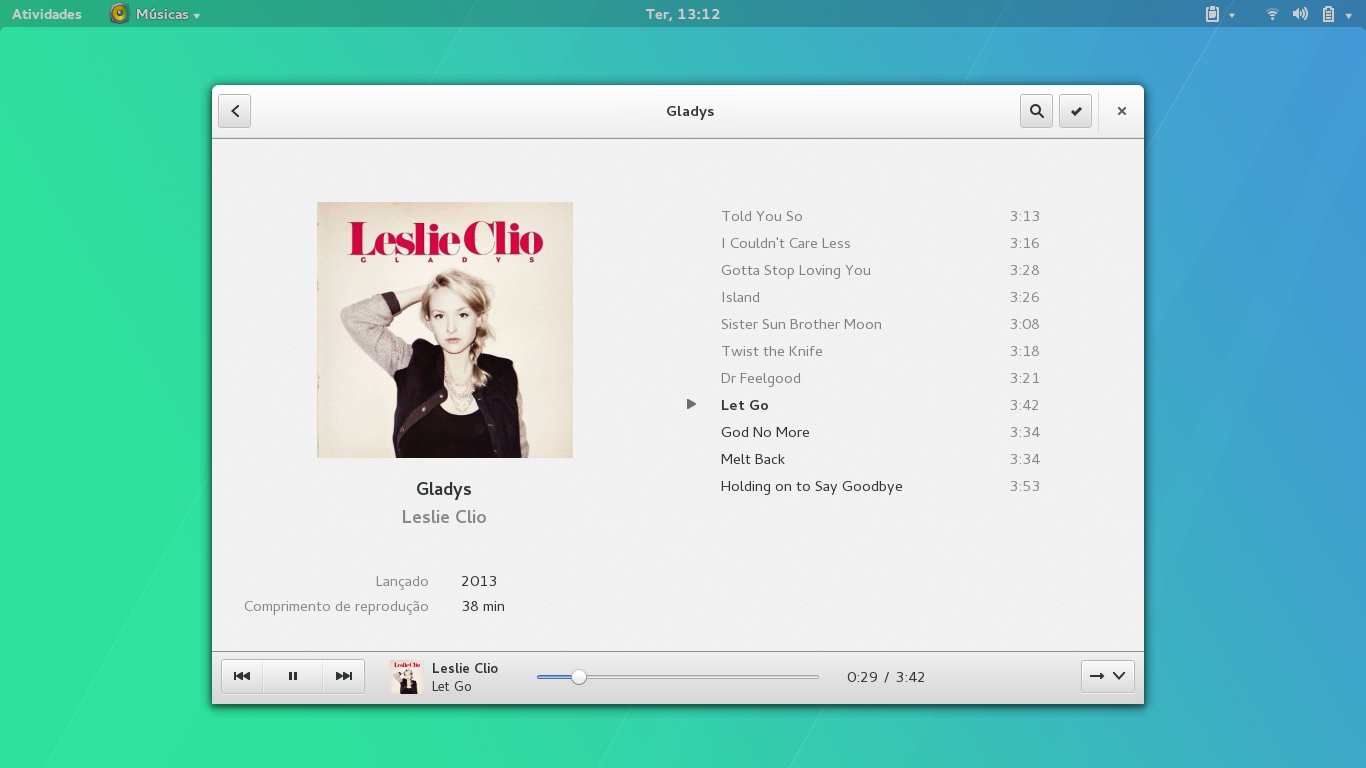 Atividades Músicas Ter, 13:12
Gladys
Leslie Clio
GLADYS
Gladys
Leslie Clio
Lançado 2013
Comprimento de reprodução 38 min
Told You So 3:13
I Couldn't Care Less 3:16
Gotta Stop Loving You 3:28
Island 3:26
Sister Sun Brother Moon 3:08
Twist the Knife 3:18
Dr Feelgood 3:21
Let Go 3:42
God No More 3:34
Melt Back 3:34
Holding on to Say Goodbye 3:53
Leslie Clio
Leslie Clio
Let Go
0:29 / 3:42